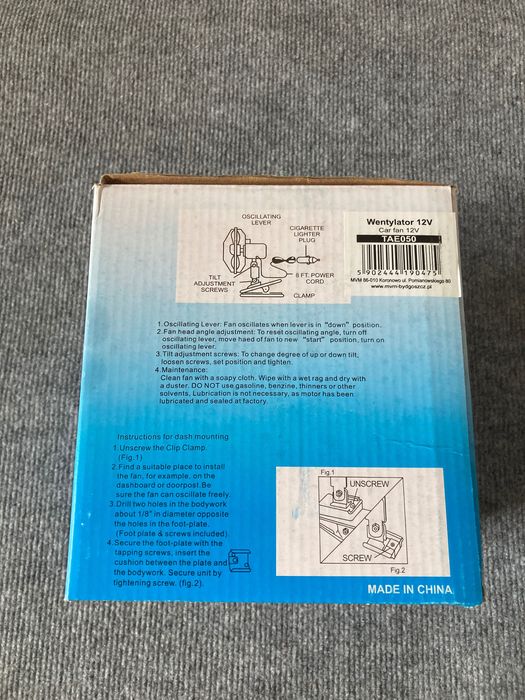 OSCILLATING
LEVER
CIGARETTE
LIGHTER
PLUG
TILT
ADJUSTMENT
SCREWS
8 FT. POWER
CORD
CLAMP
Wentylator 12V
Car fan 12V
TAE050
5 902444 190475
MVM 86-010 Koronowo ul. Pomianowskiego 80
www.mvm-bydgoszcz.pl
1.Oscillating Lever: Fan oscillates when lever is in "down" position.
2.Fan head angle adjustment: To reset oscillating angle, turn off
oscillating lever, move haed of fan to new "start" position, turn on
oscillating lever.
3.Tilt adjustment screws: To change degree of up or down tilt,
loosen screws, set position and tighten.
4.Maintenance:
Clean fan with a soapy cloth. Wipe with a wet rag and dry with
a duster. DO NOT use gasoline, benzine, thinners or other
solvents, Lubrication is not necessary, as motor has been
lubricated and sealed at factory.
Instructions for dash mounting
1.Unscrew the Clip Clamp.
(Fig.1)
2.Find a suitable place to install
the fan, for example, on the
dashboard or doorpost.Be
sure the fan can oscillate freely.
3.Drill two holes in the bodywork
about 1/8" in diameter opposite
the holes in the foot-plate.
(Foot plate & screws included).
4.Secure the foot-plate with the
tapping screws, insert the
cushion between the plate and
the bodywork. Secure unit by
tightening screw. (fig.2).
Fig.1
UNSCREW
SCREW
Fig.2
MADE IN CHINA